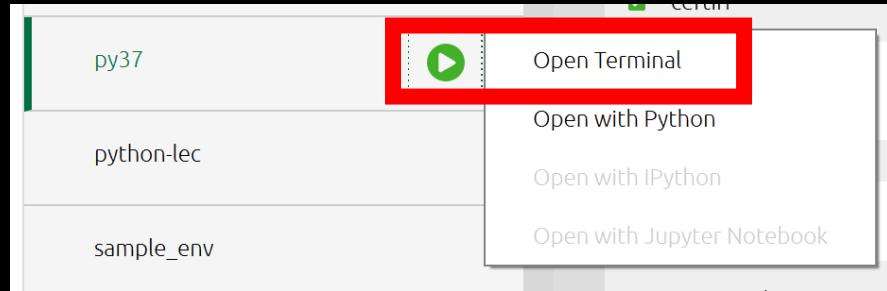 py37
Open Terminal
Open with Python
python-lec
Open with IPython
sample_env
Open with Jupyter Notebook